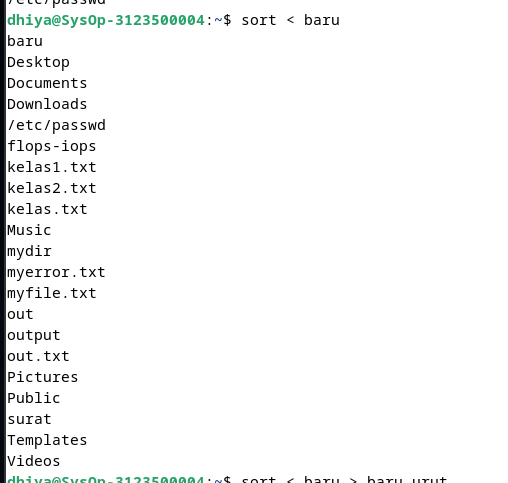 /etc/passwd
dhiya@SysOp-3123500004:~$ sort < baru
baru
Desktop
Documents
Downloads
/etc/passwd
flops-iops
kelas1.txt
kelas2.txt
kelas.txt
Music
mydir
myerror.txt
myfile.txt
out
output
out.txt
Pictures
Public
surat
Templates
Videos
dhiya@SysOp-3123500004:~$ sort < baru > baru.urut